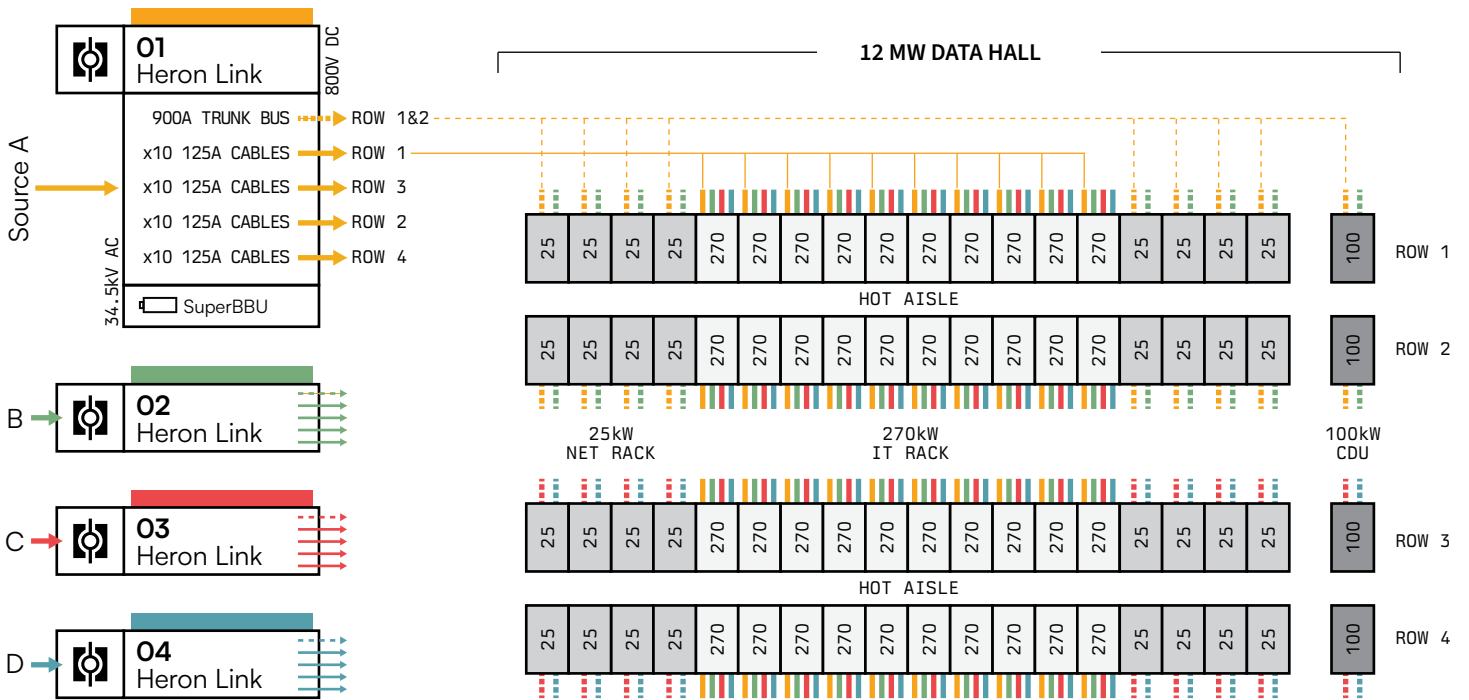 01
Heron Link
800V DC
12 MW DATA HALL
Source A
900A TRUNK BUS ROW 1&2
x10 125A CABLES ROW 1
x10 125A CABLES ROW 3
x10 125A CABLES ROW 2
x10 125A CABLES ROW 4
34.5kV AC
SuperBBU
25 25 25 25 270 270 270 270 270 270 270 270 270 270 25 25 25 25 100 ROW 1
HOT AISLE
25 25 25 25 270 270 270 270 270 270 270 270 270 270 25 25 25 25 100 ROW 2
B
02
Heron Link
25kW
NET RACK
270kW
IT RACK
100kW
CDU
C
03
Heron Link
25 25 25 25 270 270 270 270 270 270 270 270 270 270 25 25 25 25 100 ROW 3
HOT AISLE
D
04
Heron Link
25 25 25 25 270 270 270 270 270 270 270 270 270 270 25 25 25 25 100 ROW 4